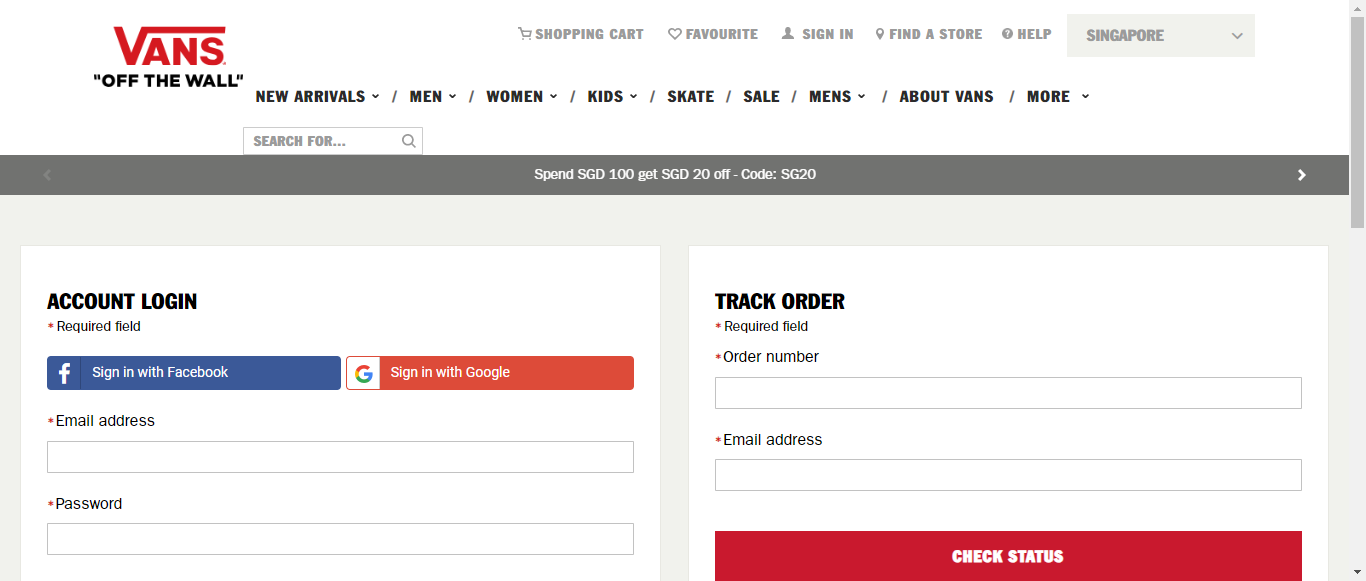 VANS
"OFF THE WALL"
SHOPPING CART FAVOURITE SIGN IN FIND A STORE HELP SINGAPORE
NEW ARRIVALS / MEN / WOMEN / KIDS / SKATE / SALE / MENS / ABOUT VANS / MORE
SEARCH FOR...
Spend SGD 100 get SGD 20 off - Code: SG20
ACCOUNT LOGIN
* Required field
Sign in with Facebook
Sign in with Google
*Email address
*Password
TRACK ORDER
* Required field
*Order number
*Email address
CHECK STATUS